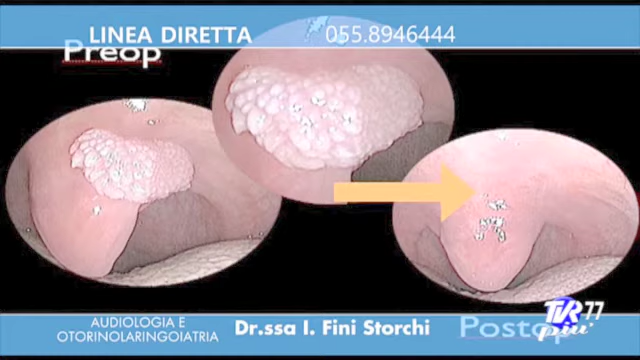 LINEA DIRETTA 055.8946444
Preop
AUDIOLOGIA E
OTORINOLARINGOIATRIA
Dr.ssa I. Fini Storchi
Postop
TVR 77
più